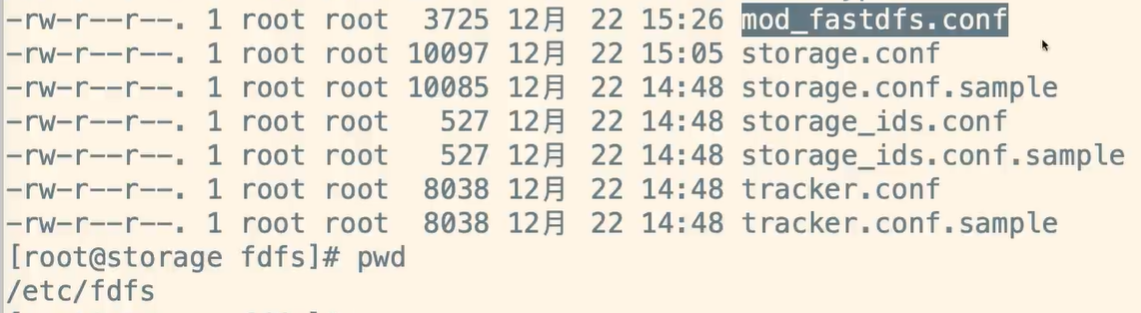 -rw-r--r--. 1 root root  3725 12月  22 15:26 mod_fastdfs.conf
-rw-r--r--. 1 root root 10097 12月  22 15:05 storage.conf
-rw-r--r--. 1 root root 10085 12月  22 14:48 storage.conf.sample
-rw-r--r--. 1 root root   527 12月  22 14:48 storage_ids.conf
-rw-r--r--. 1 root root   527 12月  22 14:48 storage_ids.conf.sample
-rw-r--r--. 1 root root  8038 12月  22 14:48 tracker.conf
-rw-r--r--. 1 root root  8038 12月  22 14:48 tracker.conf.sample
[root@storage fdfs]# pwd
/etc/fdfs